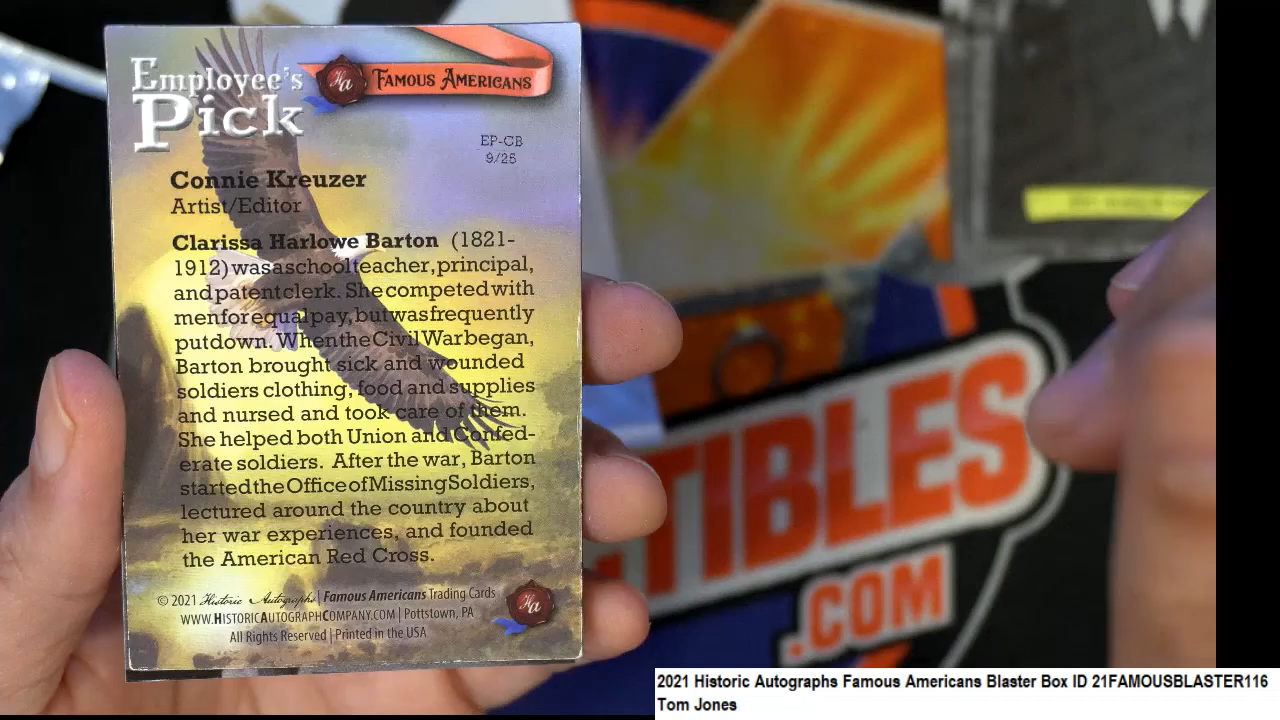 Employee's
Pick
Ha
Famous Americans
EP-CB
9/25
Connie Kreuzer
Artist/Editor
Clarissa Harlowe Barton (1821-
1912) was a school teacher, principal,
and patent clerk. She competed with
men for equal pay, but was frequently
put down. When the Civil War began,
Barton brought sick and wounded
soldiers clothing, food and supplies
and nursed and took care of them.
She helped both Union and Confed-
erate soldiers. After the war, Barton
started the Office of Missing Soldiers,
lectured around the country about
her war experiences, and founded
the American Red Cross.
© 2021 Historic Autographs | Famous Americans Trading Cards
www.HistoricAutographCompany.com | Pottstown, PA
All Rights Reserved | Printed in the USA
Ha
TIBLES
.COM
2021 Historic Autographs Famous Americans Blaster Box ID 21FAMOUSBLASTER116
Tom Jones